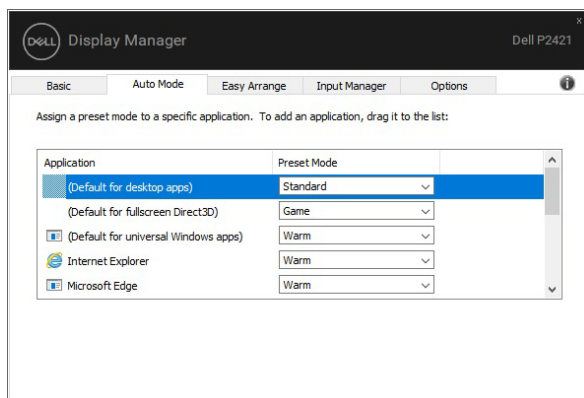 DELL Display Manager
Dell P2421
Basic Auto Mode Easy Arrange Input Manager Options
Assign a preset mode to a specific application. To add an application, drag it to the list:
Application Preset Mode
(Default for desktop apps) Standard
(Default for fullscreen Direct3D) Game
(Default for universal Windows apps) Warm
Internet Explorer Warm
Microsoft Edge Warm